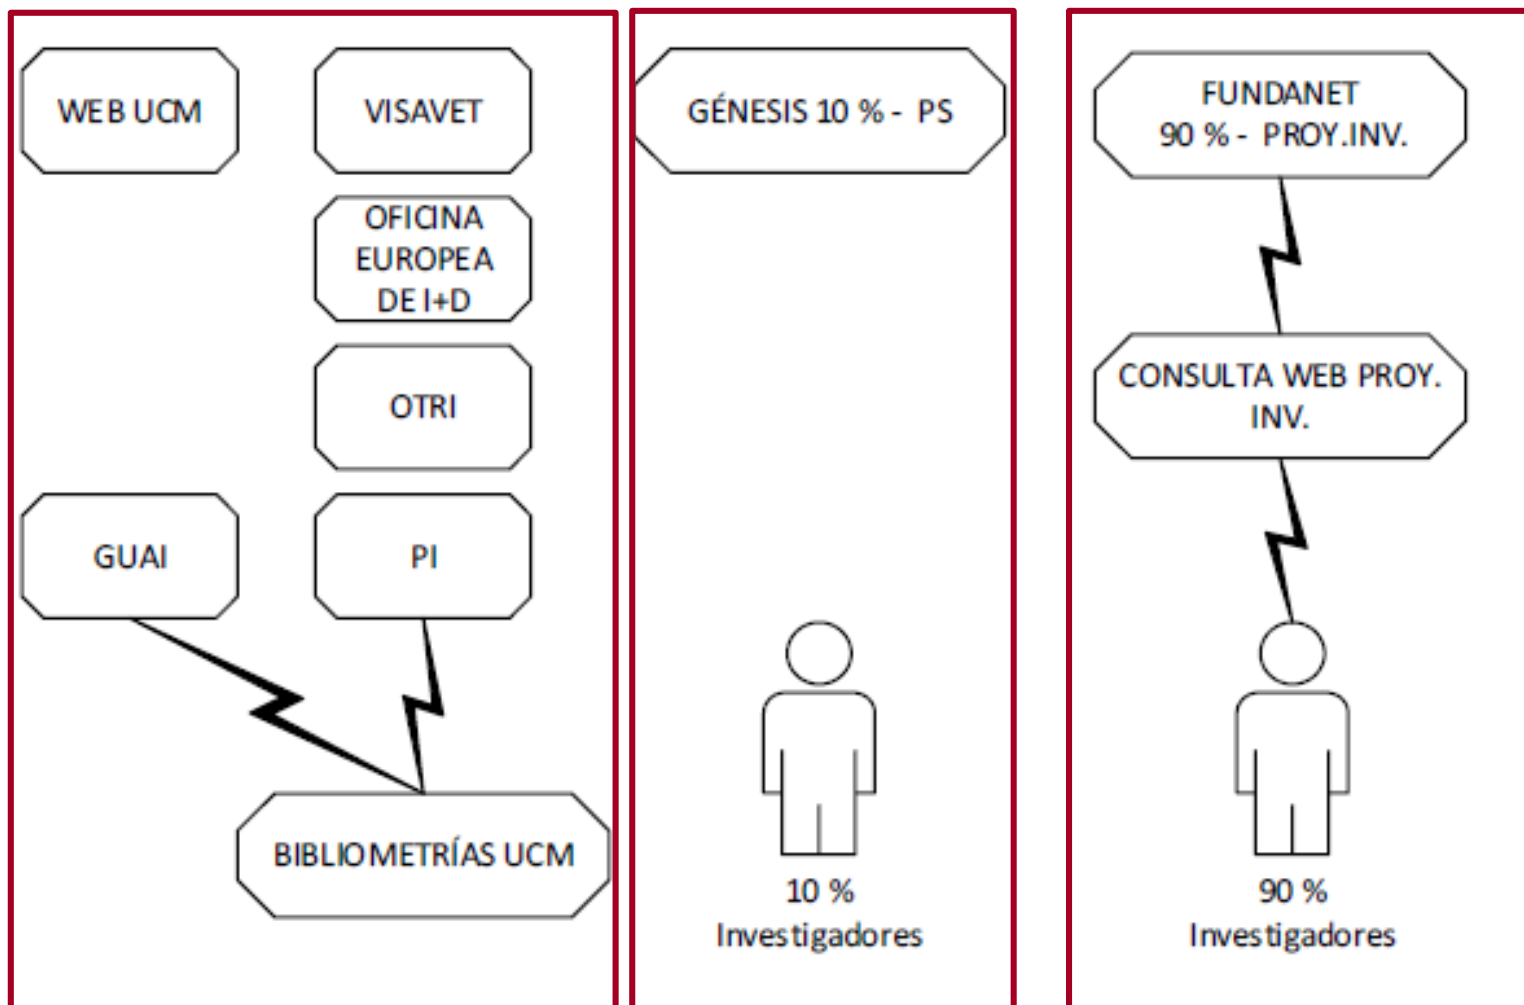 WEB UCM
VISAVET
OFICINA
EUROPEA
DE I+D
OTRI
GUAI
PI
BIBLIOMETRÍAS UCM
GÉNESIS 10 % - PS
10 %
Investigadores
FUNDANET
90 % - PROY.INV.
CONSULTA WEB PROY.
INV.
90 %
Investigadores